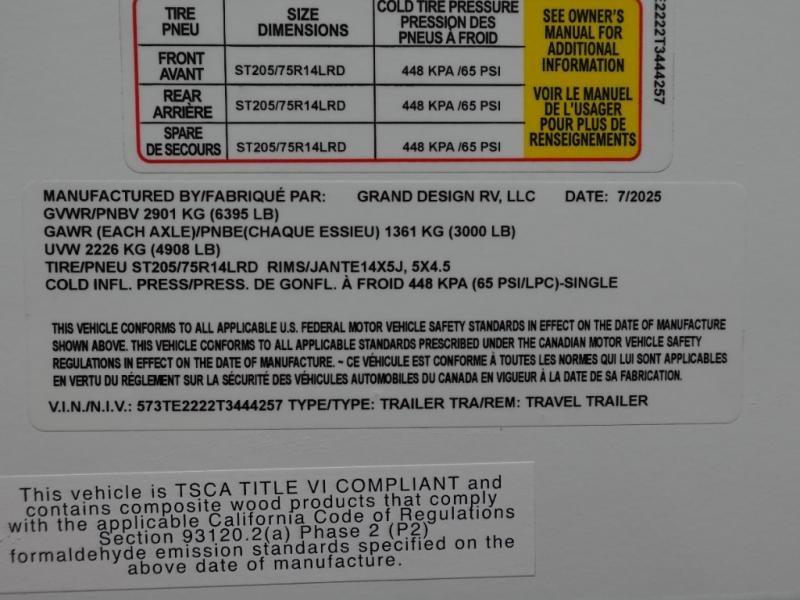 TIRE SIZE COLD TIRE PRESSURE
PNEU DIMENSIONS PRESSION DES
PNEUS À FROID
FRONT
AVANT ST205/75R14LRD 448 KPA /65 PSI
REAR
ARRIÈRE ST205/75R14LRD 448 KPA /65 PSI
SPARE
DE SECOURS ST205/75R14LRD 448 KPA /65 PSI
SEE OWNER'S
MANUAL FOR
ADDITIONAL
INFORMATION
VOIR LE MANUEL
DE L'USAGER
POUR PLUS DE
RENSEIGNEMENTS
E2222T3444257
MANUFACTURED BY/FABRIQUÉ PAR: GRAND DESIGN RV, LLC DATE: 7/2025
GVWR/PNBV 2901 KG (6395 LB)
GAWR (EACH AXLE)/PNBE(CHAQUE ESSIEU) 1361 KG (3000 LB)
UVW 2226 KG (4908 LB)
TIRE/PNEU ST205/75R14LRD RIMS/JANTE14X5J, 5X4.5
COLD INFL. PRESS/PRESS. DE GONFL. À FROID 448 KPA (65 PSI/LPC)-SINGLE
THIS VEHICLE CONFORMS TO ALL APPLICABLE U.S. FEDERAL MOTOR VEHICLE SAFETY STANDARDS IN EFFECT ON THE DATE OF MANUFACTURE
SHOWN ABOVE. THIS VEHICLE CONFORMS TO ALL APPLICABLE STANDARDS PRESCRIBED UNDER THE CANADIAN MOTOR VEHICLE SAFETY
REGULATIONS IN EFFECT ON THE DATE OF MANUFACTURE. ~ CE VÉHICULE EST CONFORME À TOUTES LES NORMES QUI LUI SONT APPLICABLES
EN VERTU DU RÉGLEMENT SUR LA SÉCURITÉ DES VÉHICULES AUTOMOBILES DU CANADA EN VIGUEUR À LA DATE DE SA FABRICATION.
V.I.N./N.I.V.: 573TE2222T3444257 TYPE/TYPE: TRAILER TRA/REM: TRAVEL TRAILER
This vehicle is TSCA TITLE VI COMPLIANT and
contains composite wood products that comply
with the applicable California Code of Regulations
Section 93120.2(a) Phase 2 (P2)
formaldehyde emission standards specified on the
above date of manufacture.